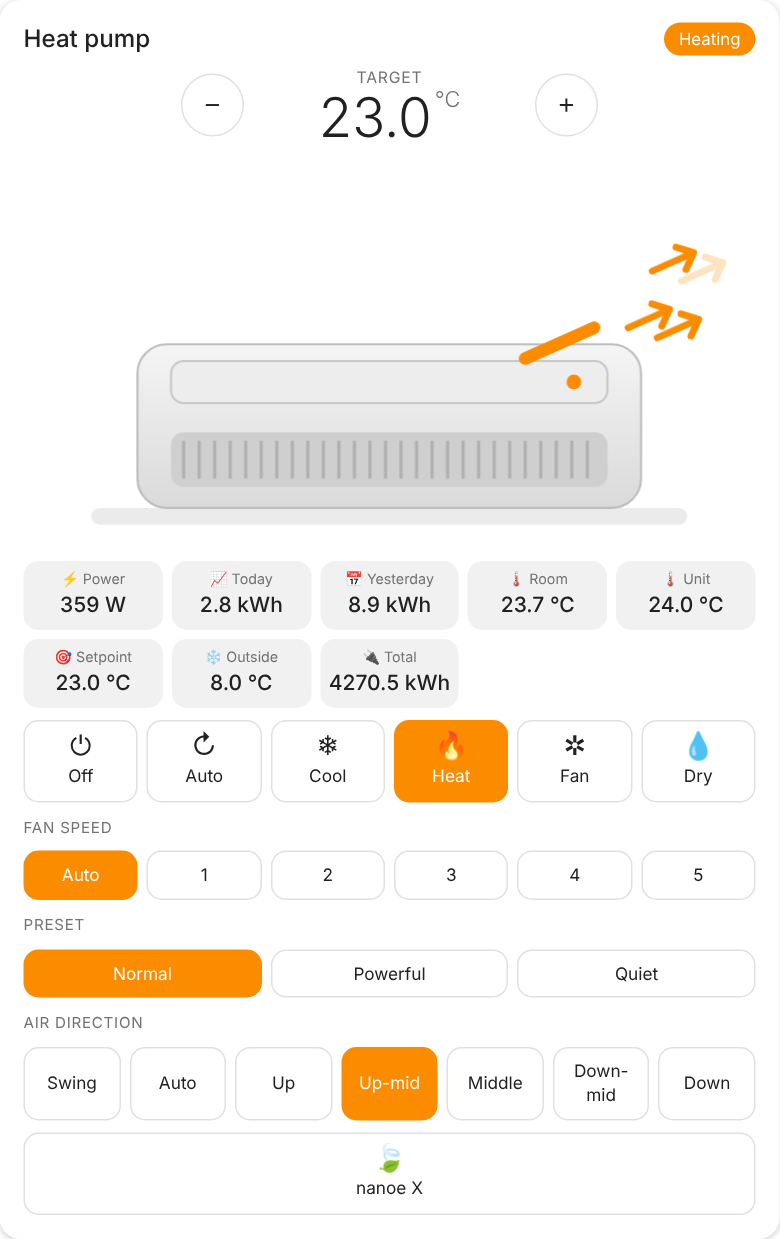 Heat pump
Heating
TARGET
− 23.0 °C +
⚡ Power
359 W
📈 Today
2.8 kWh
📅 Yesterday
8.9 kWh
🌡️ Room
23.7 °C
🌡️ Unit
24.0 °C
🎯 Setpoint
23.0 °C
❄️ Outside
8.0 °C
🔌 Total
4270.5 kWh
Off
Auto
Cool
Heat
Fan
Dry
FAN SPEED
Auto
1
2
3
4
5
PRESET
Normal
Powerful
Quiet
AIR DIRECTION
Swing
Auto
Up
Up-mid
Middle
Down-
mid
Down
nanoe X